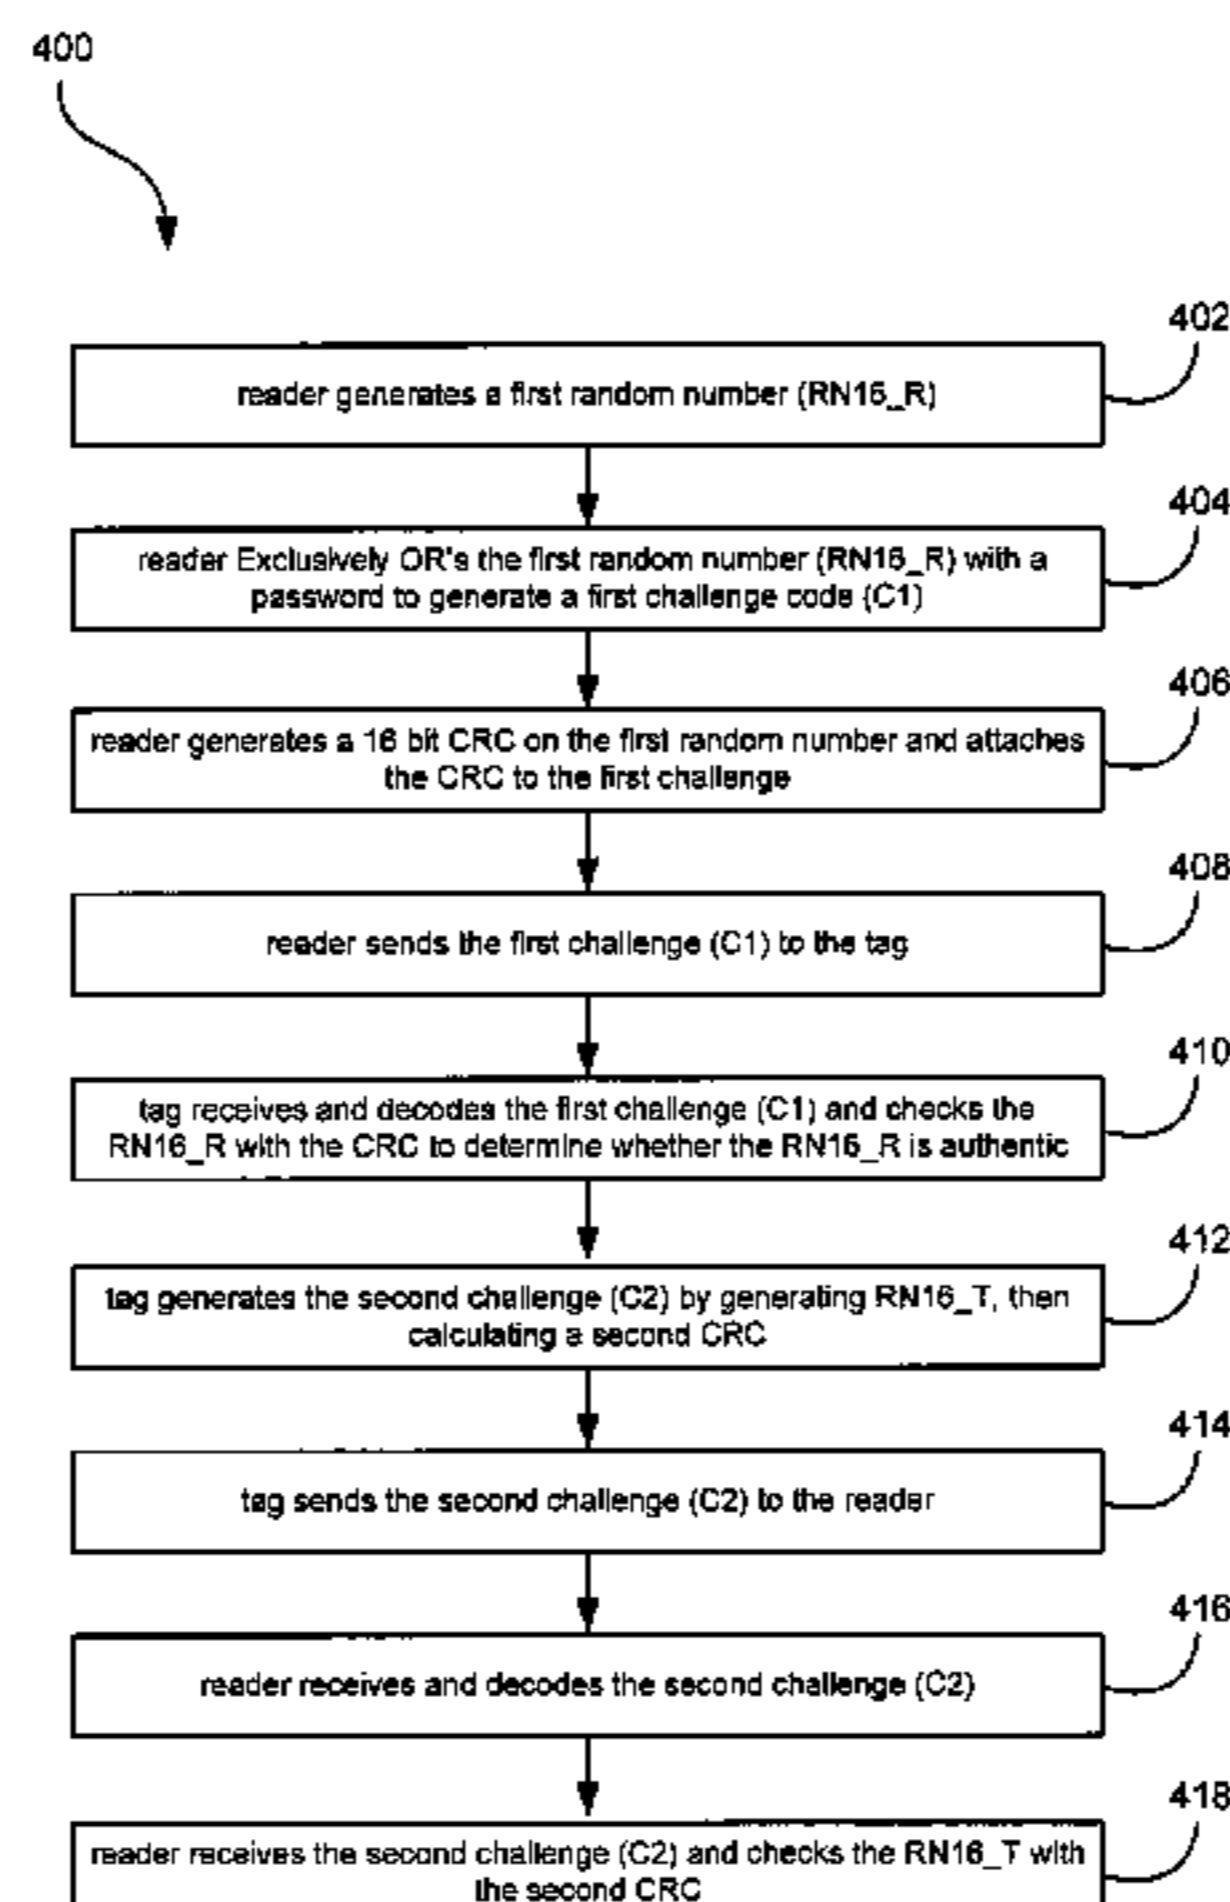 400
402
reader generates a first random number (RN16_R)
404
reader Exclusively OR's the first random number (RN16_R) with a
password to generate a first challenge code (C1)
406
reader generates a 16 bit CRC on the first random number and attaches
the CRC to the first challenge
408
reader sends the first challenge (C1) to the tag
410
tag receives and decodes the first challenge (C1) and checks the
RN16_R with the CRC to determine whether the RN16_R is authentic
412
tag generates the second challenge (C2) by generating RN16_T, then
calculating a second CRC
414
tag sends the second challenge (C2) to the reader
416
reader receives and decodes the second challenge (C2)
418
reader receives the second challenge (C2) and checks the RN16_T with
the second CRC